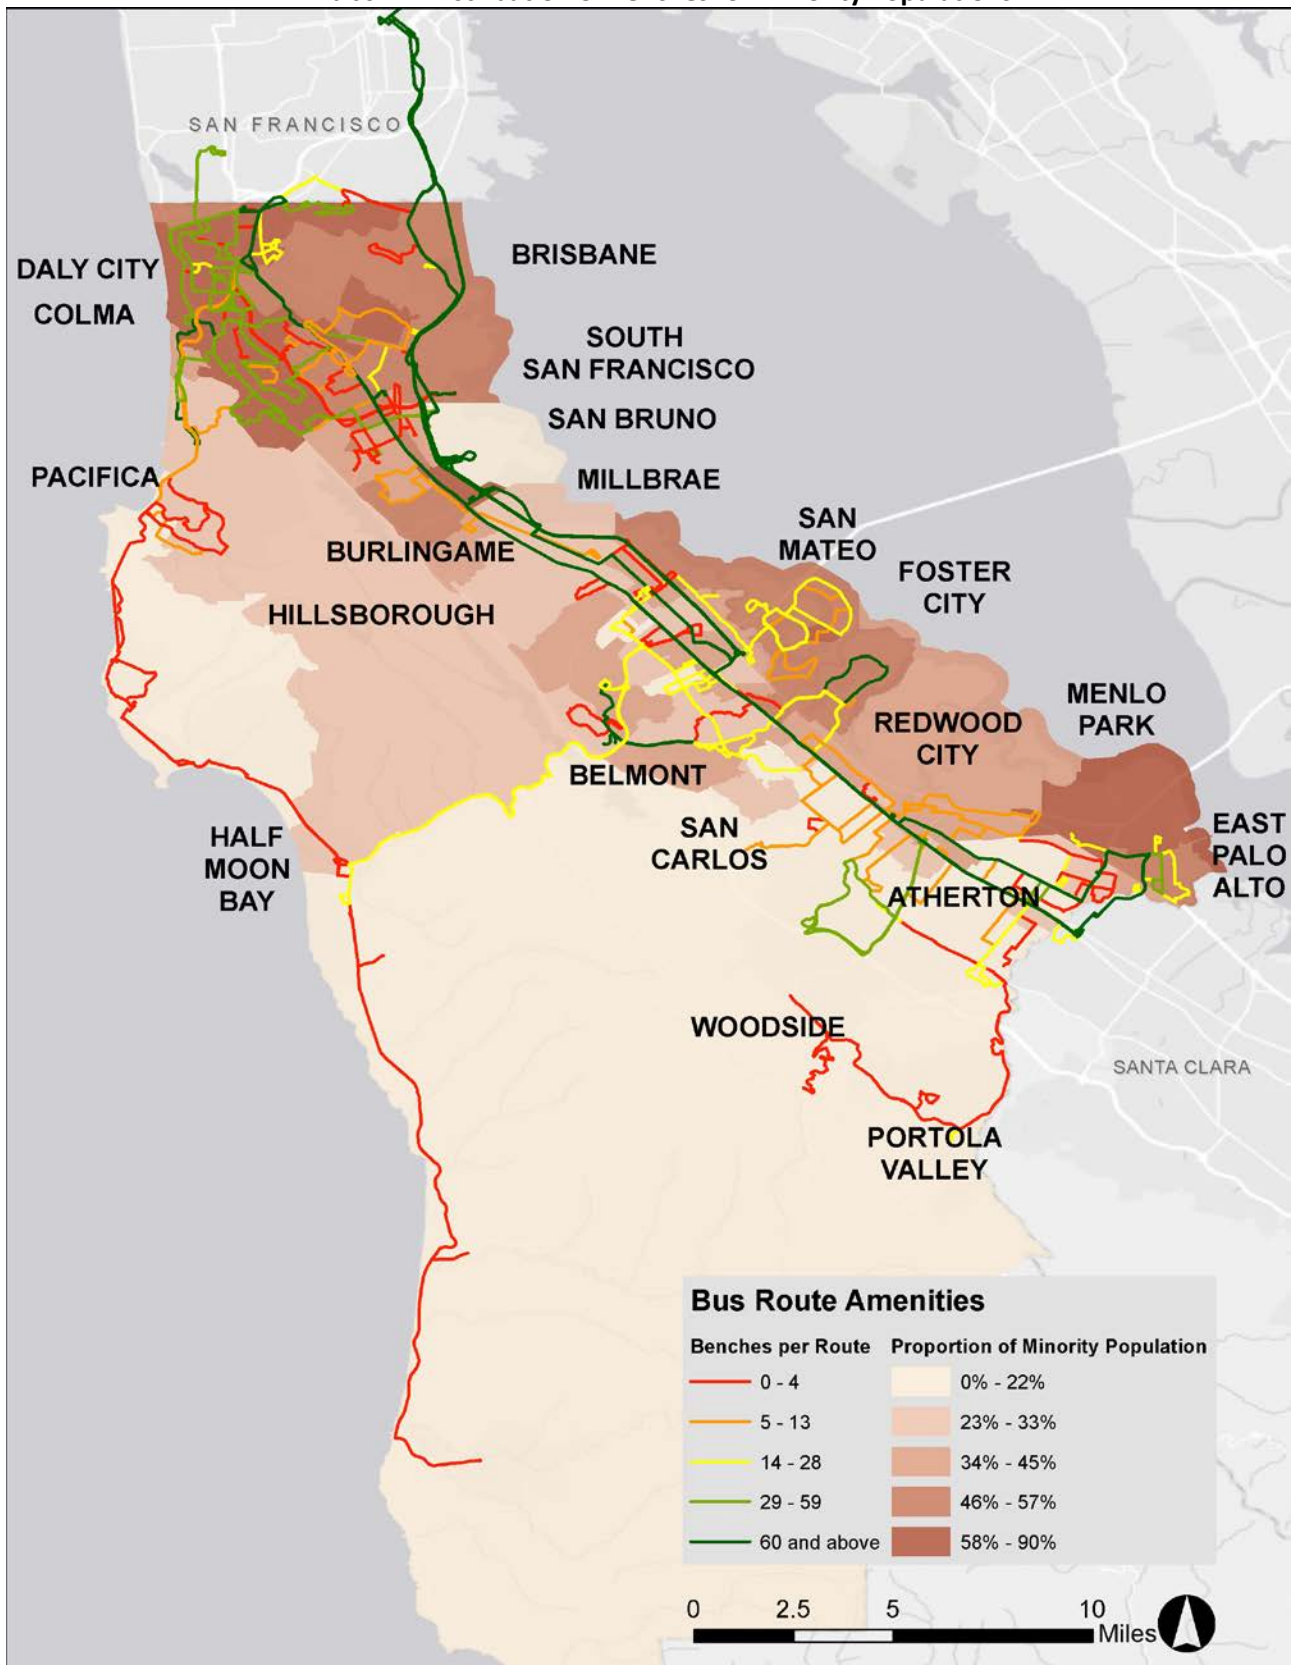 SAN FRANCISCO
BRISBANE
DALY CITY
COLMA
SOUTH
SAN FRANCISCO
SAN BRUNO
PACIFICA
MILLBRAE
SAN
MATEO
BURLINGAME
FOSTER
CITY
HILLSBOROUGH
MENLO
PARK
REDWOOD
CITY
BELMONT
HALF
MOON
BAY
SAN
CARLOS
EAST
PALO
ALTO
ATHERTON
WOODSIDE
SANTA CLARA
PORTOLA
VALLEY
Bus Route Amenities
Benches per Route Proportion of Minority Population
0 - 4 0% - 22%
5 - 13 23% - 33%
14 - 28 34% - 45%
29 - 59 46% - 57%
60 and above 58% - 90%
0 2.5 5 10
Miles